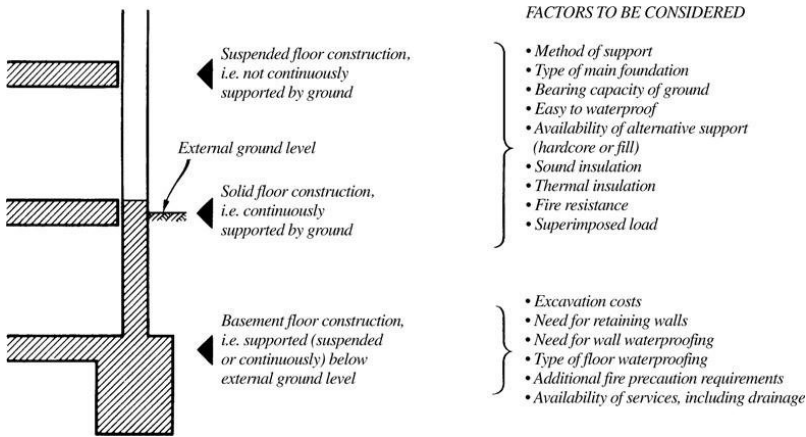 FACTORS TO BE CONSIDERED
Suspended floor construction,
i.e. not continuously
supported by ground
External ground level
Solid floor construction,
i.e. continuously
supported by ground
• Method of support
• Type of main foundation
• Bearing capacity of ground
• Easy to waterproof
• Availability of alternative support
(hardcore or fill)
• Sound insulation
• Thermal insulation
• Fire resistance
• Superimposed load
Basement floor construction,
i.e. supported (suspended
or continuously) below
external ground level
• Excavation costs
• Need for retaining walls
• Need for wall waterproofing
• Type of floor waterproofing
• Additional fire precaution requirements
• Availability of services, including drainage